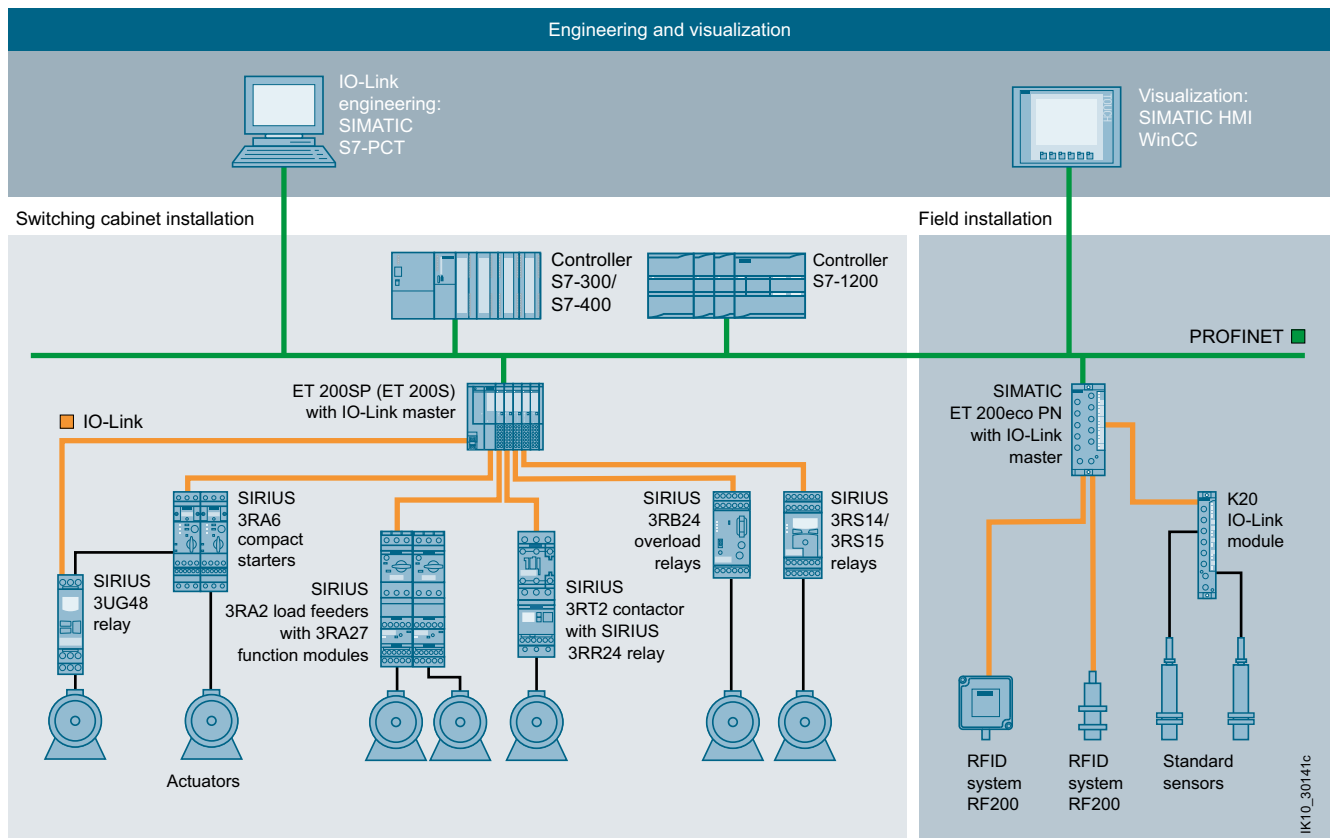 Engineering and visualization
IO-Link
engineering:
SIMATIC
S7-PCT
TOUCH
Visualization:
SIMATIC HMI
WinCC
Switching cabinet installation
Field installation
Controller
S7-300/
S7-400
Controller
S7-1200
PROFINET
ET 200SP (ET 200S)
with IO-Link master
SIMATIC
ET 200eco PN
with IO-Link
master
IO-Link
SIRIUS
3RA6
compact
starters
SIRIUS
3RB24
overload
relays
SIRIUS
3RS14/
3RS15
relays
K20
IO-Link
module
SIRIUS
3UG48
relay
SIRIUS
3RA2 load feeders
with 3RA27
function modules
SIRIUS
3RT2 contactor
with SIRIUS
3RR24 relay
Actuators
RFID
system
RF200
RFID
system
RF200
Standard
sensors
IK10_30141c